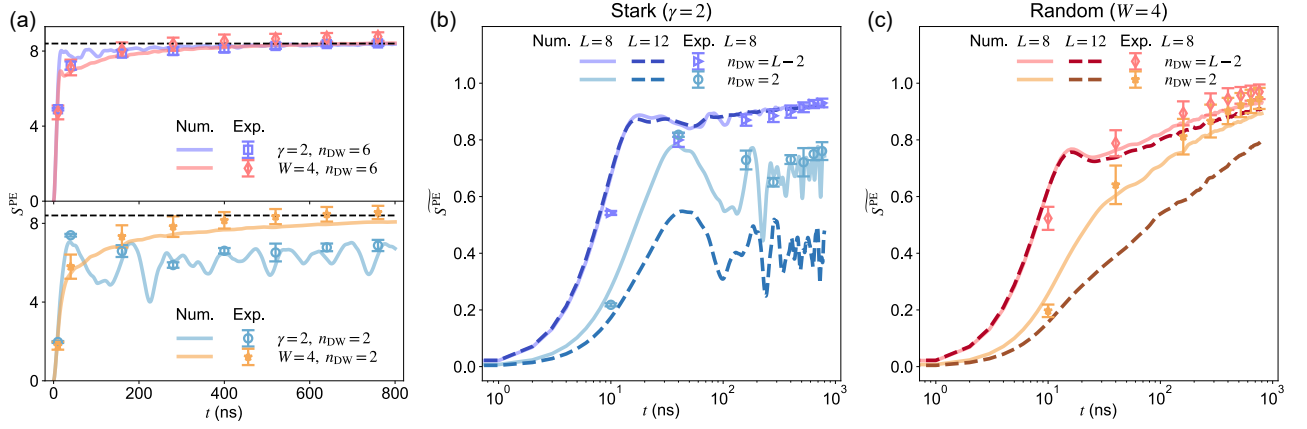 (a)
8
4
0
Num. Exp.
γ=2, n_DW=6
W=4, n_DW=6
S^PE
8
4
0
Num. Exp.
γ=2, n_DW=2
W=4, n_DW=2
0 200 400 600 800
t (ns)
(b)
Stark (γ=2)
Num. L=8 L=12 Exp. L=8
n_DW=L−2
n_DW=2
1.0
0.8
0.6
0.4
0.2
0.0
\widetilde{S^PE}
10^0 10^1 10^2 10^3
t (ns)
(c)
Random (W=4)
Num. L=8 L=12 Exp. L=8
n_DW=L−2
n_DW=2
1.0
0.8
0.6
0.4
0.2
0.0
\widetilde{S^PE}
10^0 10^1 10^2 10^3
t (ns)